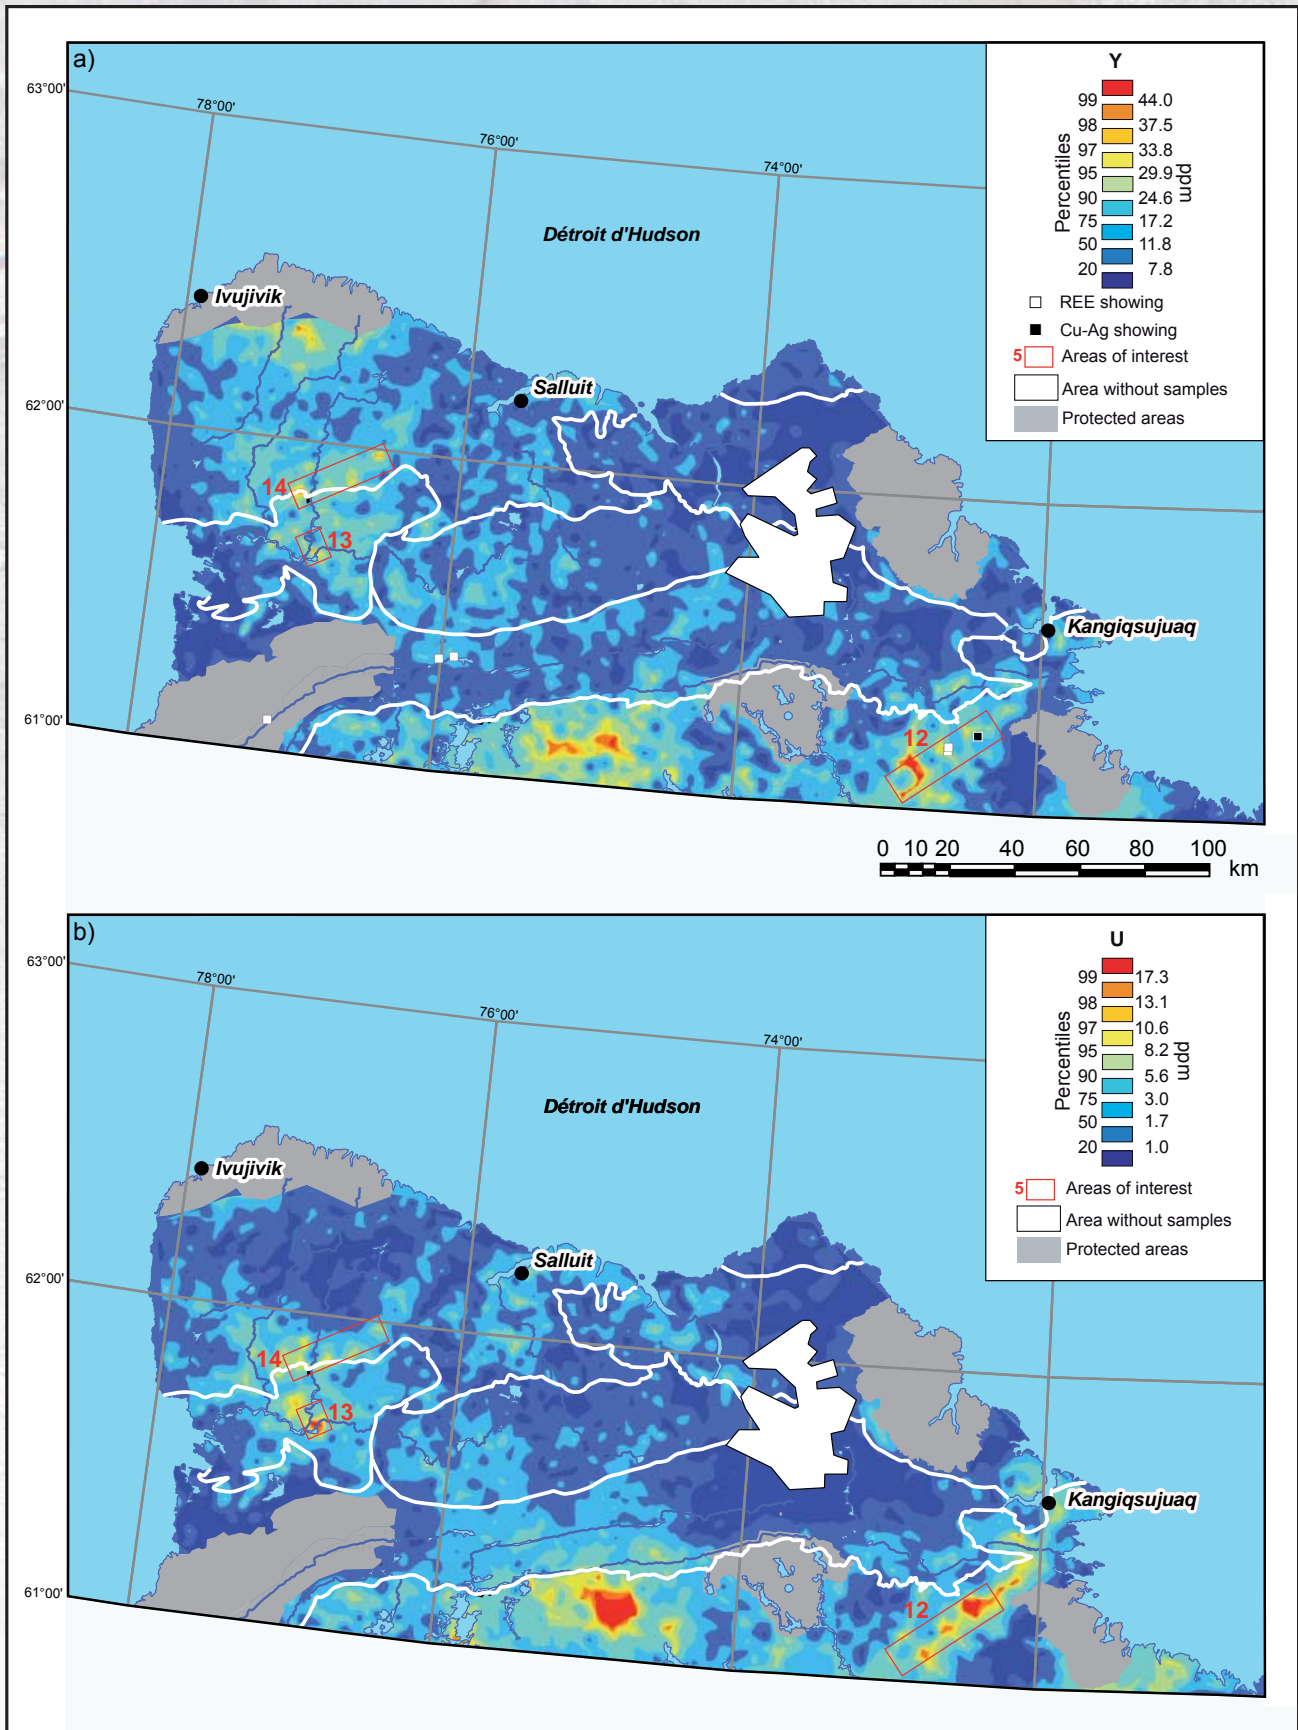 a)
63°00'
78°00'
76°00'
74°00'
Détroit d'Hudson
Ivujivik
Salluit
62°00'
14
13
Kangiqsujuaq
61°00'
12
Y
Percentiles
ppm
99 44.0
98 37.5
97 33.8
95 29.9
90 24.6
75 17.2
50 11.8
20 7.8
REE showing
Cu-Ag showing
5 Areas of interest
Area without samples
Protected areas
0 10 20 40 60 80 100
km
b)
63°00'
78°00'
76°00'
74°00'
Détroit d'Hudson
Ivujivik
Salluit
62°00'
14
13
Kangiqsujuaq
61°00'
12
U
Percentiles
ppm
99 17.3
98 13.1
97 10.6
95 8.2
90 5.6
75 3.0
50 1.7
20 1.0
5 Areas of interest
Area without samples
Protected areas